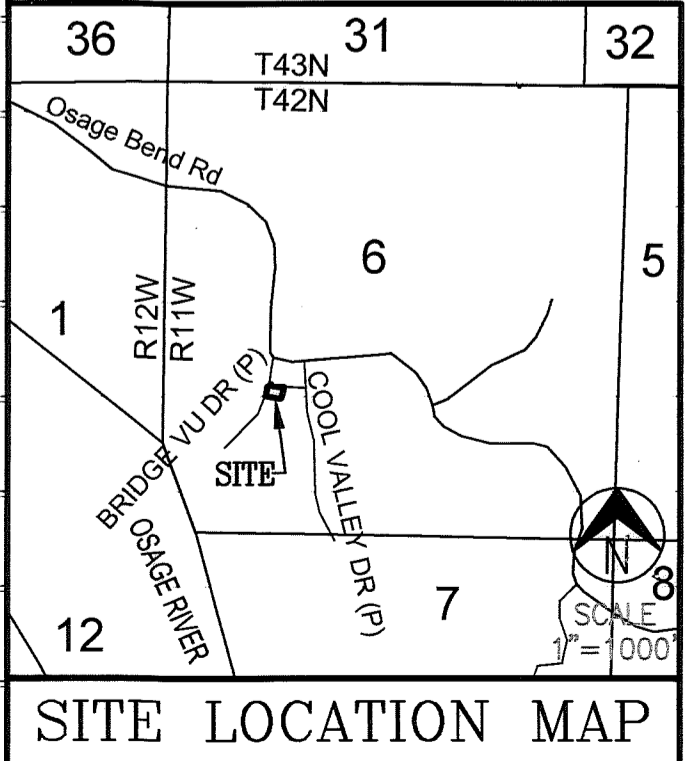 36
31
32
T43N
T42N
Osage Bend Rd
6
5
1
R12W
R11W
BRIDGE VU DR (P)
COOL VALLEY DR (P)
SITE
OSAGE RIVER
N
12
7
8
SCALE
1"=1000'
SITE LOCATION MAP